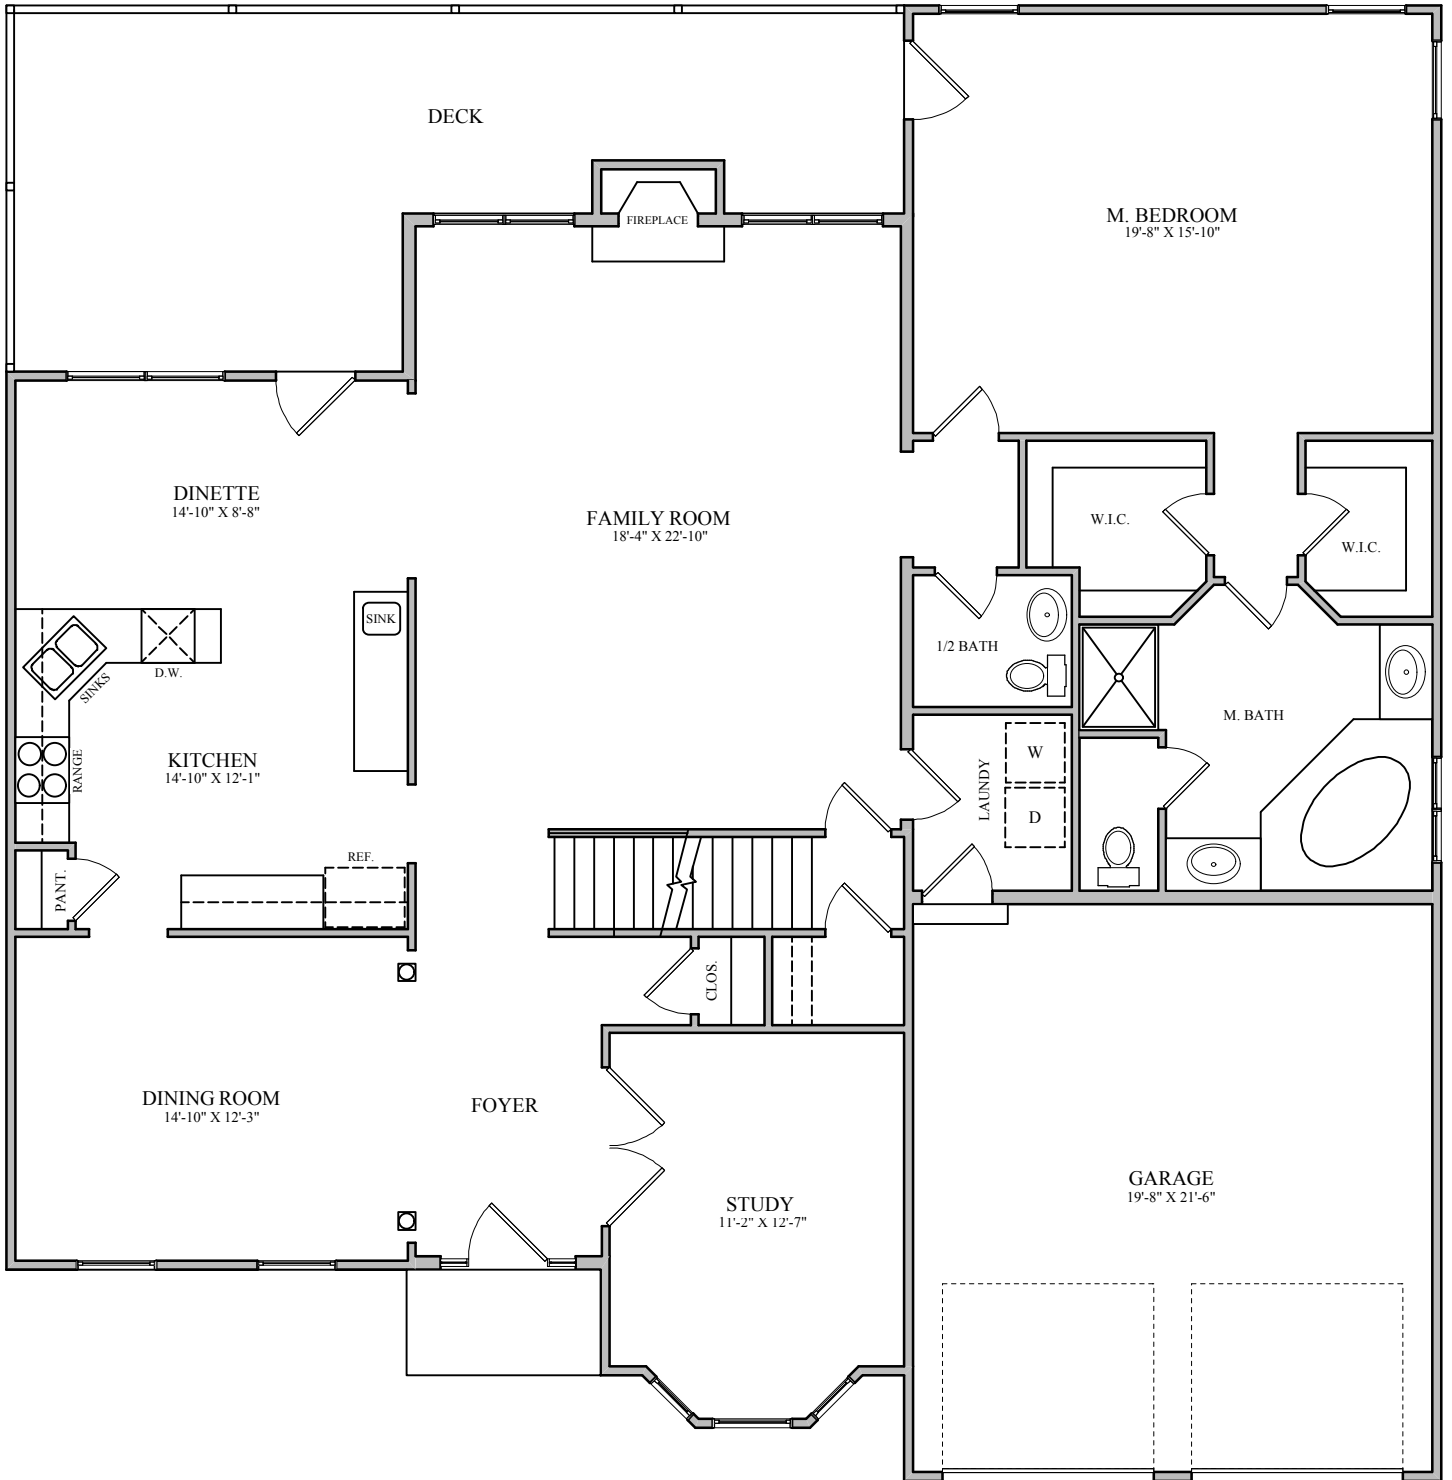 DECK
FIREPLACE
M. BEDROOM
19'-8" X 15'-10"
DINETTE
14'-10" X 8'-8"
FAMILY ROOM
18'-4" X 22'-10"
W.I.C.
W.I.C.
SINK
1/2 BATH
D.W.
SINKS
M. BATH
KITCHEN
14'-10" X 12'-1"
RANGE
W
LAUNDY
D
REF.
PANT.
CLOS.
DINING ROOM
14'-10" X 12'-3"
FOYER
GARAGE
19'-8" X 21'-6"
STUDY
11'-2" X 12'-7"